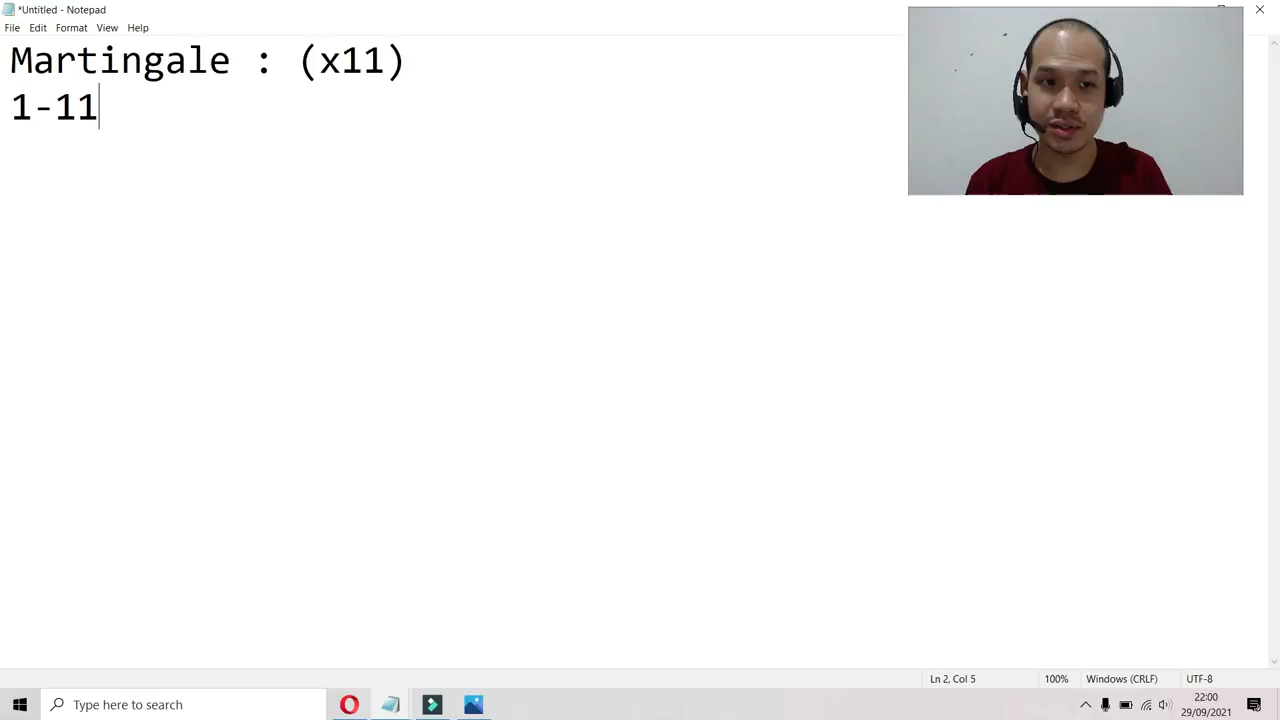 *Untitled - Notepad
File Edit Format View Help
Martingale : (x11)
1-11
Ln 2, Col 5 100% Windows (CRLF) UTF-8
Type here to search
22:00
29/09/2021